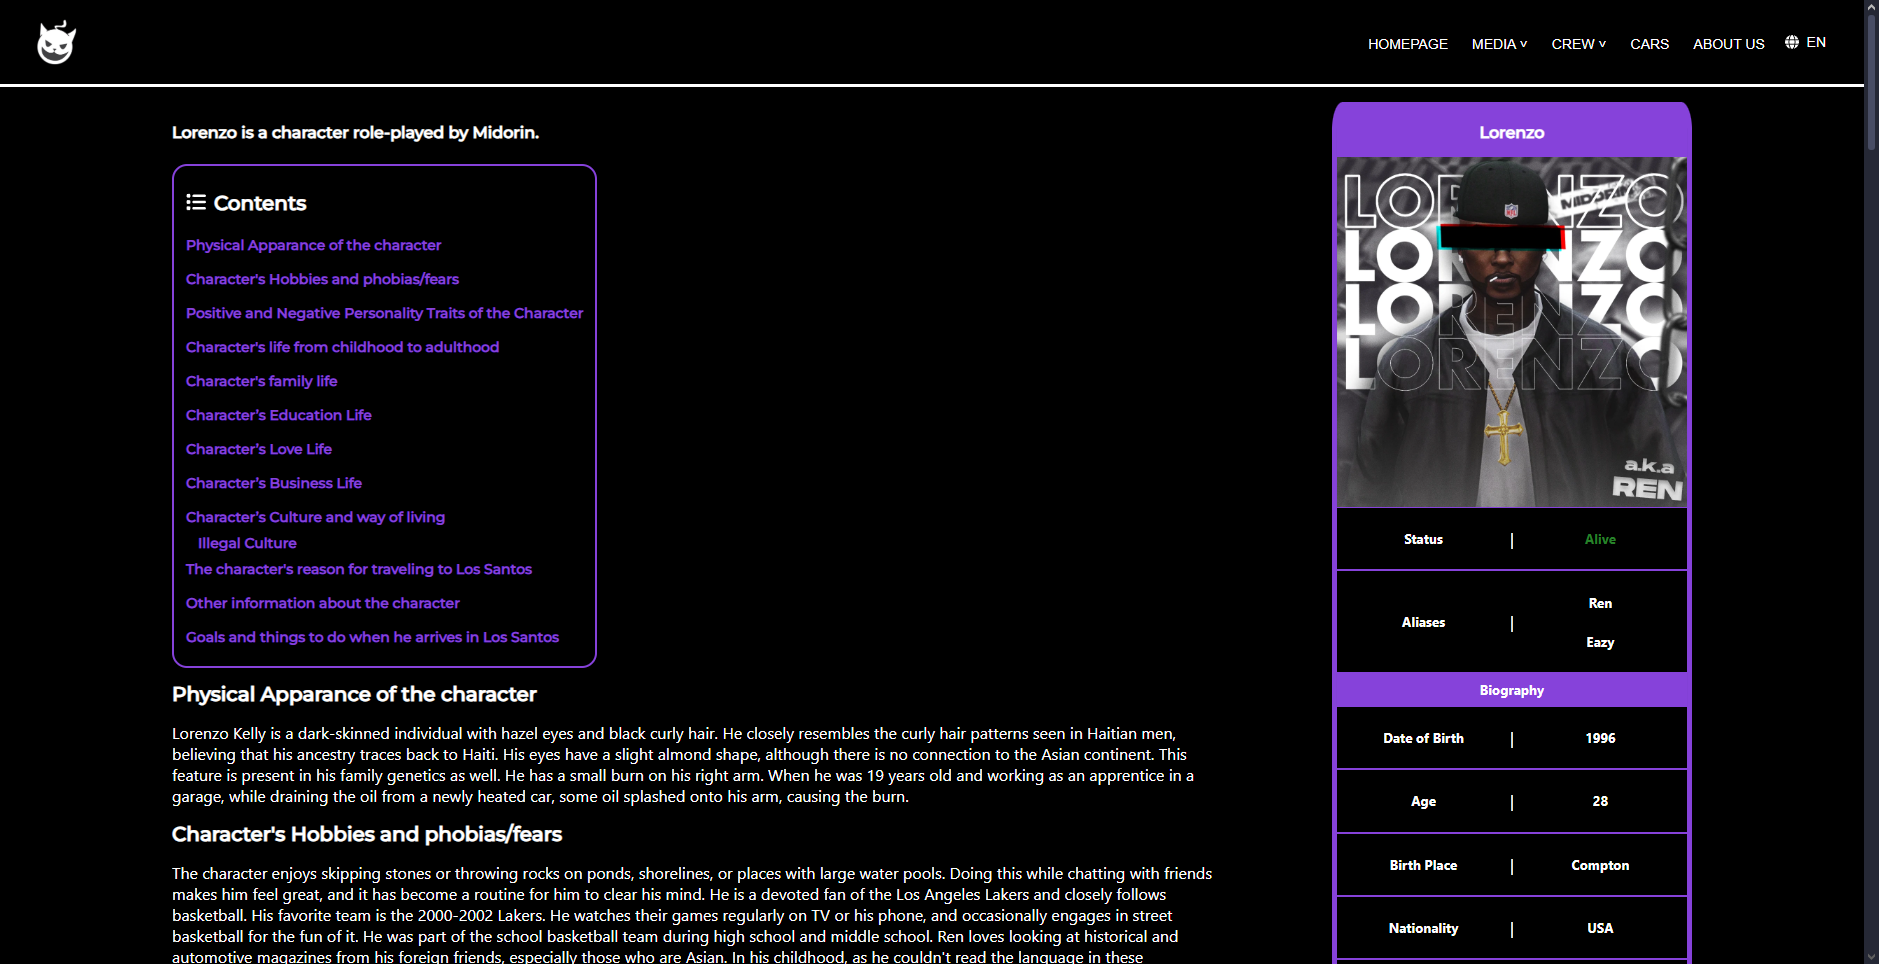 HOMEPAGE MEDIA v CREW v CARS ABOUT US EN
Lorenzo is a character role-played by Midorin.
Contents
Physical Apparance of the character
Character's Hobbies and phobias/fears
Positive and Negative Personality Traits of the Character
Character's life from childhood to adulthood
Character's family life
Character’s Education Life
Character’s Love Life
Character’s Business Life
Character’s Culture and way of living
Illegal Culture
The character's reason for traveling to Los Santos
Other information about the character
Goals and things to do when he arrives in Los Santos
Physical Apparance of the character
Lorenzo Kelly is a dark-skinned individual with hazel eyes and black curly hair. He closely resembles the curly hair patterns seen in Haitian men,
believing that his ancestry traces back to Haiti. His eyes have a slight almond shape, although there is no connection to the Asian continent. This
feature is present in his family genetics as well. He has a small burn on his right arm. When he was 19 years old and working as an apprentice in a
garage, while draining the oil from a newly heated car, some oil splashed onto his arm, causing the burn.
Character's Hobbies and phobias/fears
The character enjoys skipping stones or throwing rocks on ponds, shorelines, or places with large water pools. Doing this while chatting with friends
makes him feel great, and it has become a routine for him to clear his mind. He is a devoted fan of the Los Angeles Lakers and closely follows
basketball. His favorite team is the 2000-2002 Lakers. He watches their games regularly on TV or his phone, and occasionally engages in street
basketball for the fun of it. He was part of the school basketball team during high school and middle school. Ren loves looking at historical and
automotive magazines from his foreign friends, especially those who are Asian. In his childhood, as he couldn't read the language in these
Lorenzo
LORENZO
LORENZO
LORENZO
LORENZO
a.k.a
REN
Status | Alive
Aliases | Ren
Eazy
Biography
Date of Birth | 1996
Age | 28
Birth Place | Compton
Nationality | USA